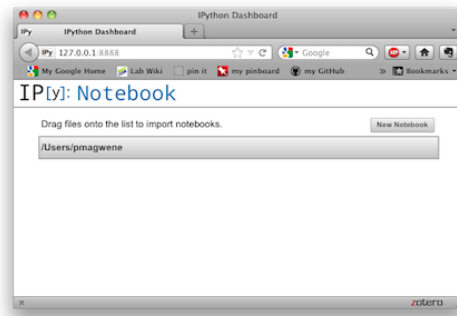 IPython Dashboard
IPy IPython Dashboard
IPy 127.0.0.1:8888 Google
My Google Home Lab Wiki pin it my pinboard my GitHub » Bookmarks
IP[y]: Notebook
Drag files onto the list to import notebooks. New Notebook
/Users/pmagwene
× zotero